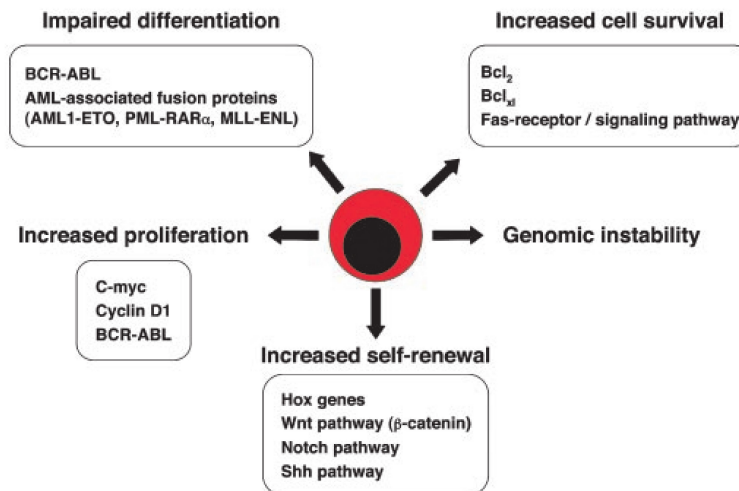 Impaired differentiation
BCR-ABL
AML-associated fusion proteins
(AML1-ETO, PML-RARα, MLL-ENL)
Increased cell survival
Bcl₂
Bclₓₗ
Fas-receptor / signaling pathway
Increased proliferation
C-myc
Cyclin D1
BCR-ABL
Genomic instability
Increased self-renewal
Hox genes
Wnt pathway (β-catenin)
Notch pathway
Shh pathway